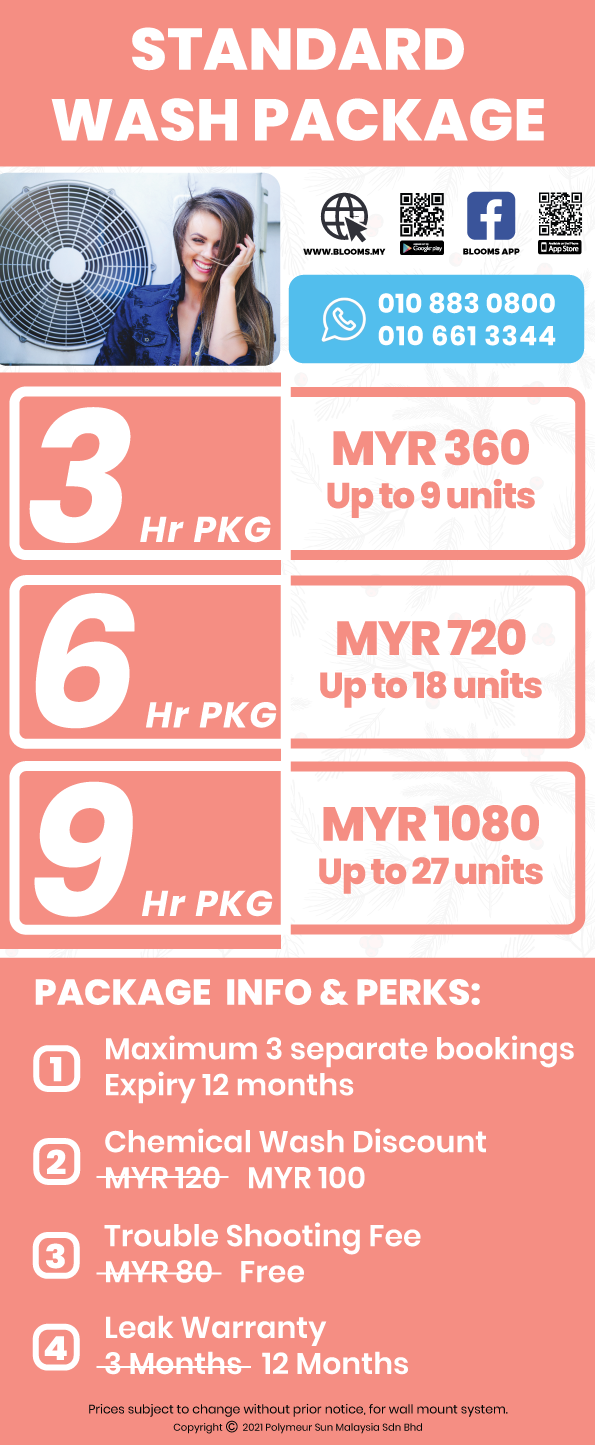 STANDARD
WASH PACKAGE
WWW.BLOOMS.MY
Google play
BLOOMS APP
App Store
010 883 0800
010 661 3344
3 Hr PKG
MYR 360
Up to 9 units
6 Hr PKG
MYR 720
Up to 18 units
9 Hr PKG
MYR 1080
Up to 27 units
PACKAGE INFO & PERKS:
1 Maximum 3 separate bookings
Expiry 12 months
2 Chemical Wash Discount
MYR 120 MYR 100
3 Trouble Shooting Fee
MYR 80 Free
4 Leak Warranty
3 Months 12 Months
Prices subject to change without prior notice, for wall mount system.
Copyright © 2021 Polymeur Sun Malaysia Sdn Bhd